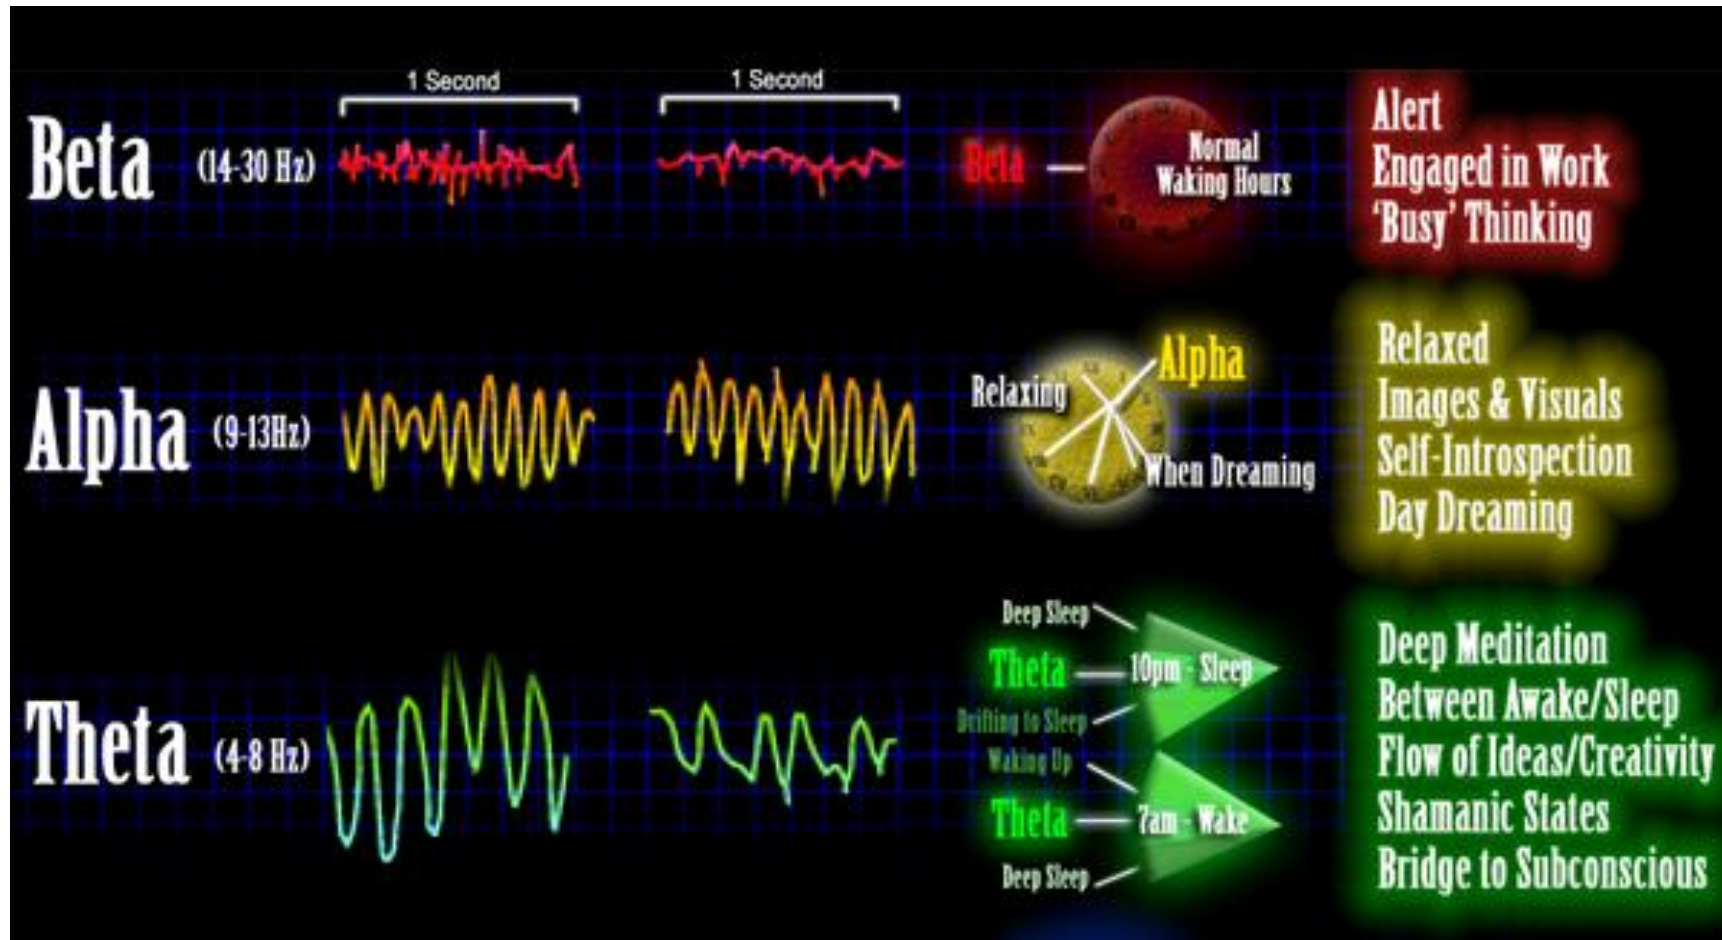 1 Second
1 Second
Beta
(14-30 Hz)
Beta
Normal
Waking Hours
Alert
Engaged in Work
‘Busy’ Thinking
Alpha
(9-13Hz)
Relaxing
Alpha
When Dreaming
Relaxed
Images & Visuals
Self-Introspection
Day Dreaming
Theta
(4-8 Hz)
Deep Sleep
Theta
10pm - Sleep
Drifting to Sleep
Waking Up
Theta
7am - Wake
Deep Sleep
Deep Meditation
Between Awake/Sleep
Flow of Ideas/Creativity
Shamanic States
Bridge to Subconscious